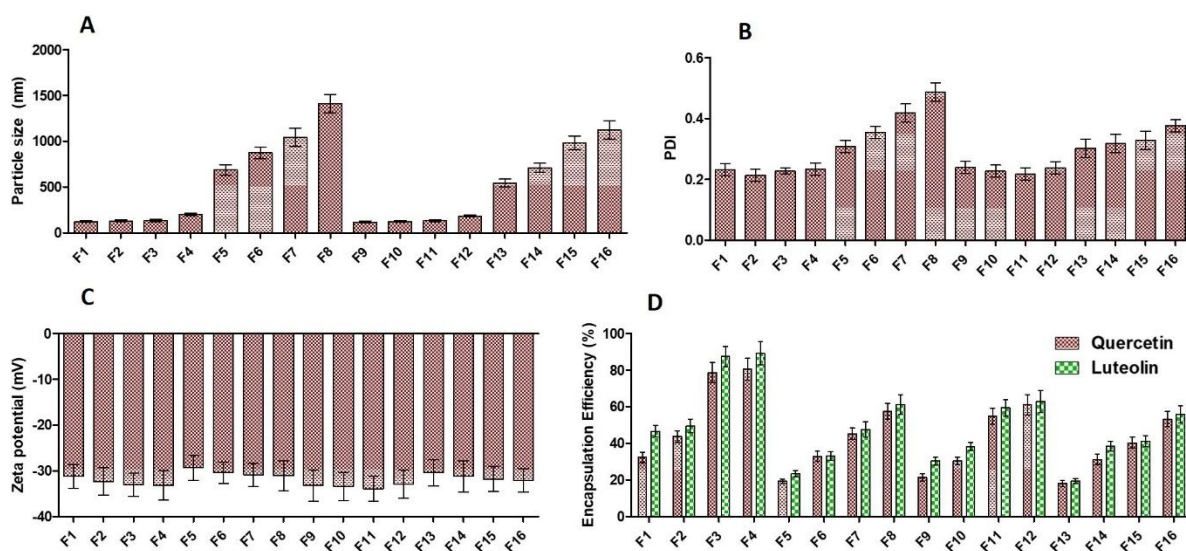 A
Particle size (nm)
2000
1500
1000
500
0
F1 F2 F3 F4 F5 F6 F7 F8 F9 F10 F11 F12 F13 F14 F15 F16
B
PDI
0.6
0.4
0.2
0.0
F1 F2 F3 F4 F5 F6 F7 F8 F9 F10 F11 F12 F13 F14 F15 F16
C
Zeta potential (mV)
0
-10
-20
-30
-40
F1 F2 F3 F4 F5 F6 F7 F8 F9 F10 F11 F12 F13 F14 F15 F16
D
Encapsulation Efficiency (%)
100
80
60
40
20
0
Quercetin
Luteolin
F1 F2 F3 F4 F5 F6 F7 F8 F9 F10 F11 F12 F13 F14 F15 F16